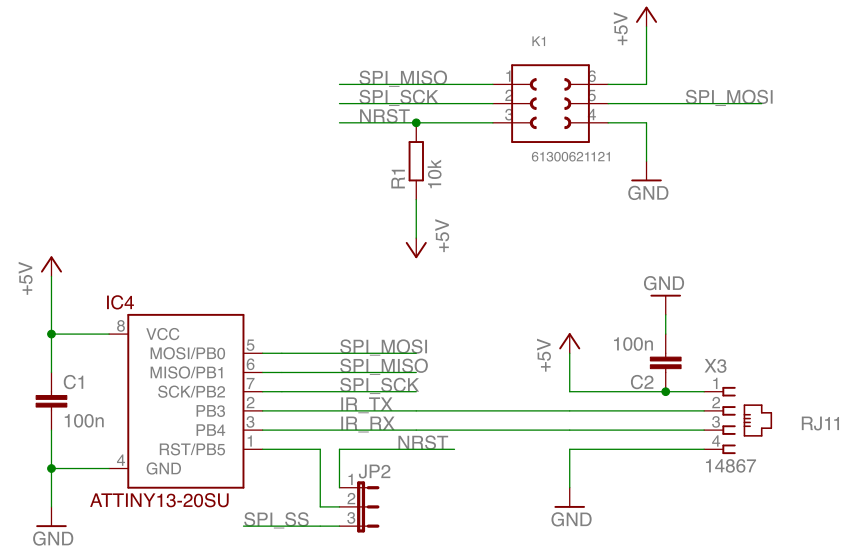 K1
+5V
SPI_MISO 1 6
SPI_SCK 2 5 SPI_MOSI
NRST 3 4
61300621121
R1 10k
GND
+5V
+5V
IC4
8 VCC
MOSI/PB0 5 SPI_MOSI
MISO/PB1 6 SPI_MISO
SCK/PB2 7 SPI_SCK
PB3 2 IR_TX
PB4 3 IR_RX
RST/PB5 1 NRST
4 GND
ATTINY13-20SU
C1
100n
GND
JP2
1
2
SPI_SS 3
GND
100n
+5V
C2
X3
1
2
3
4
RJ11
14867
GND